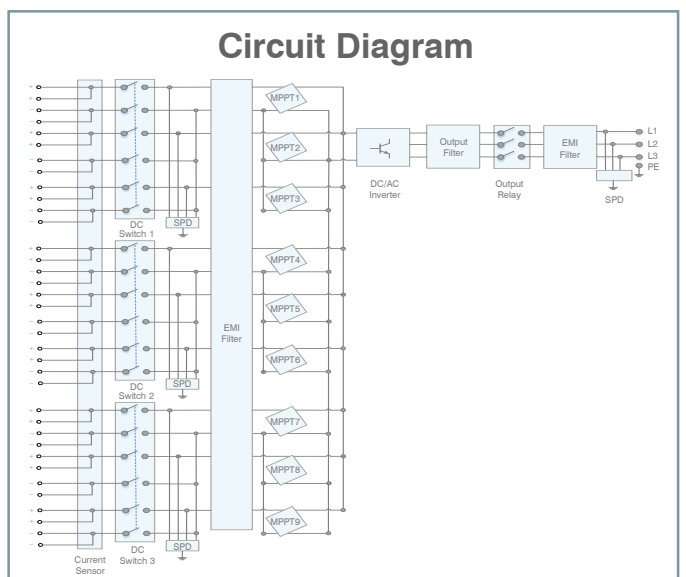 Circuit Diagram
MPPT1
MPPT2
MPPT3
DC
Switch 1
SPD
MPPT4
MPPT5
MPPT6
DC
Switch 2
SPD
MPPT7
MPPT8
MPPT9
DC
Switch 3
SPD
Current
Sensor
EMI
Filter
DC/AC
Inverter
Output
Filter
Output
Relay
EMI
Filter
SPD
L1
L2
L3
PE